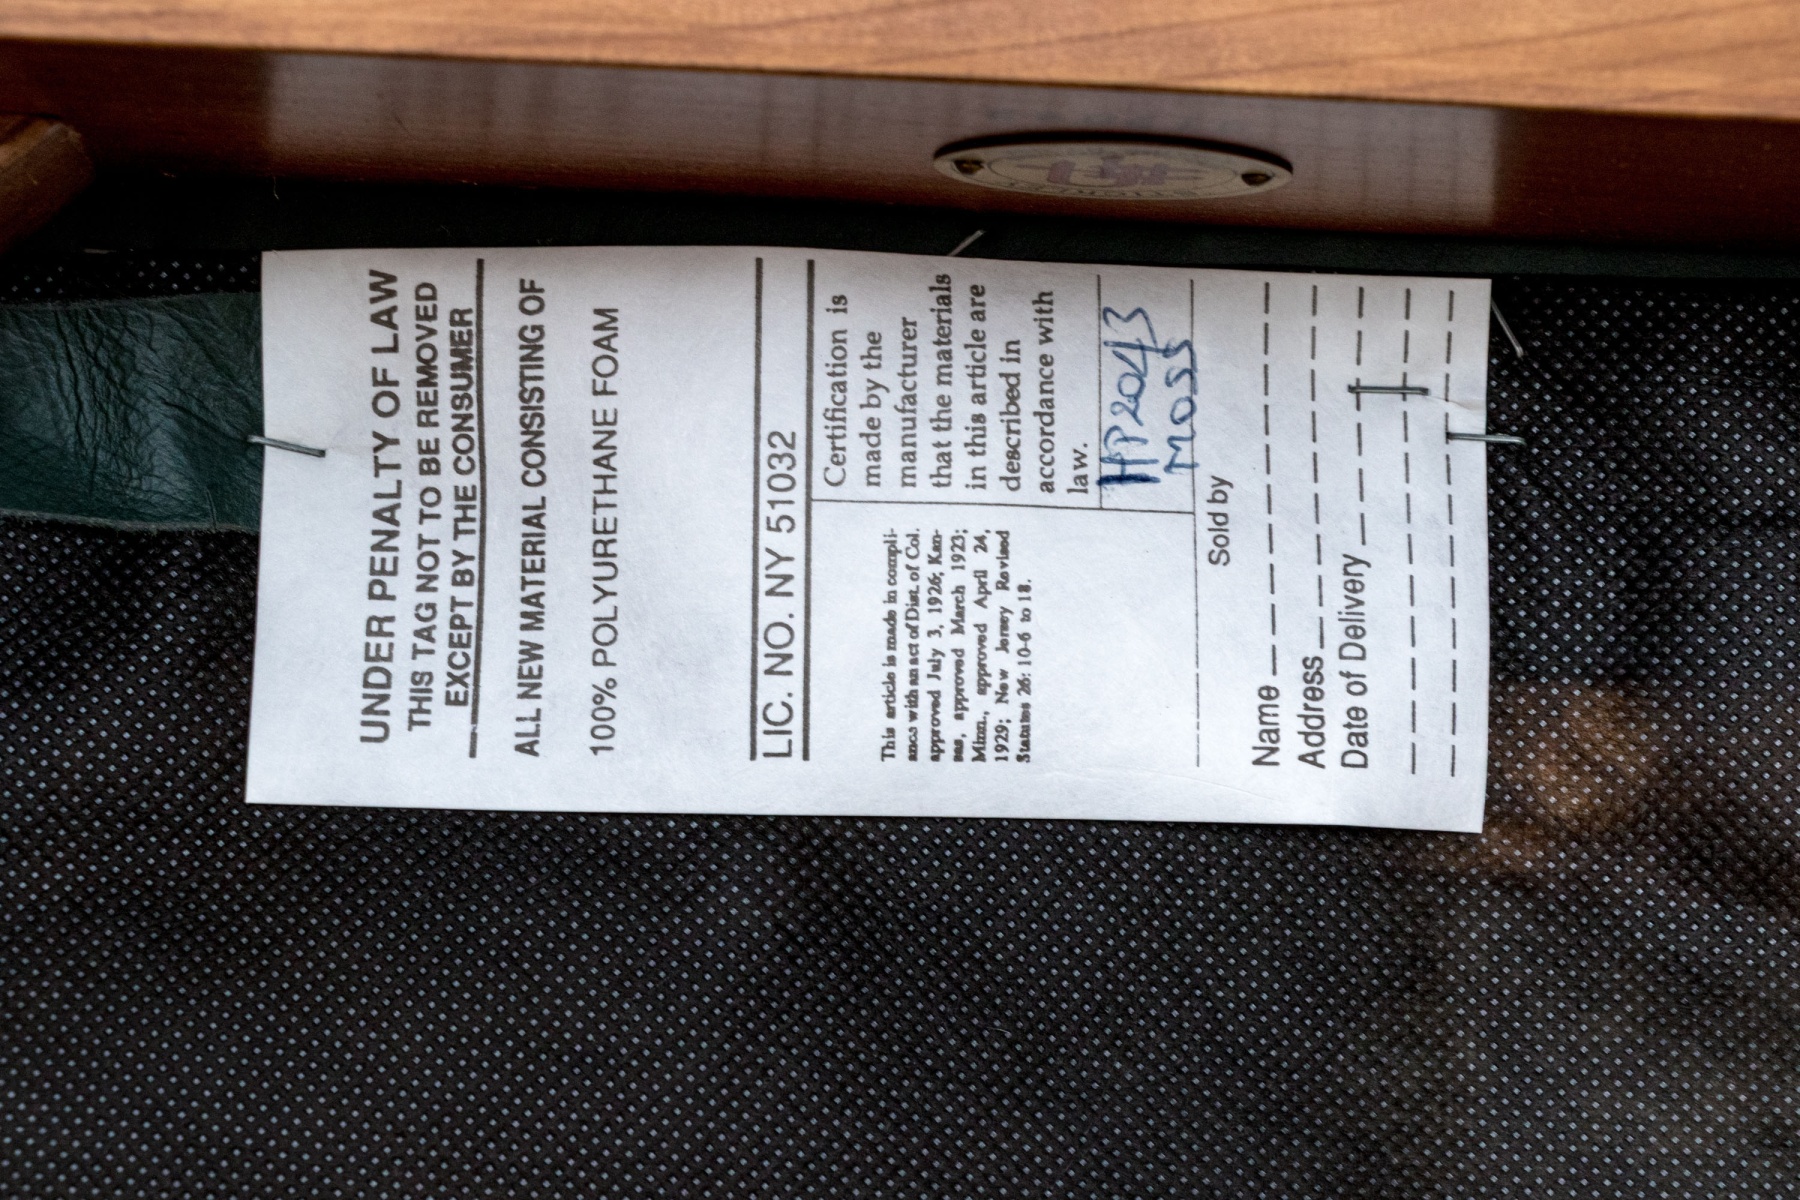 UNDER PENALTY OF LAW
THIS TAG NOT TO BE REMOVED
EXCEPT BY THE CONSUMER
ALL NEW MATERIAL CONSISTING OF
100% POLYURETHANE FOAM
LIC. NO. NY 51032
This article is made in compli-
ance with an act of Dist. of Col.
approved July 3, 1926; Kan-
sas, approved March 1923;
Minn., approved April 24,
1929; New Jersey Revised
Statutes 26: 10-6 to 18.
Certification is
made by the
manufacturer
that the materials
in this article are
described in
accordance with
law.
HP2043
MOSS
Sold by
Name
Address
Date of Delivery